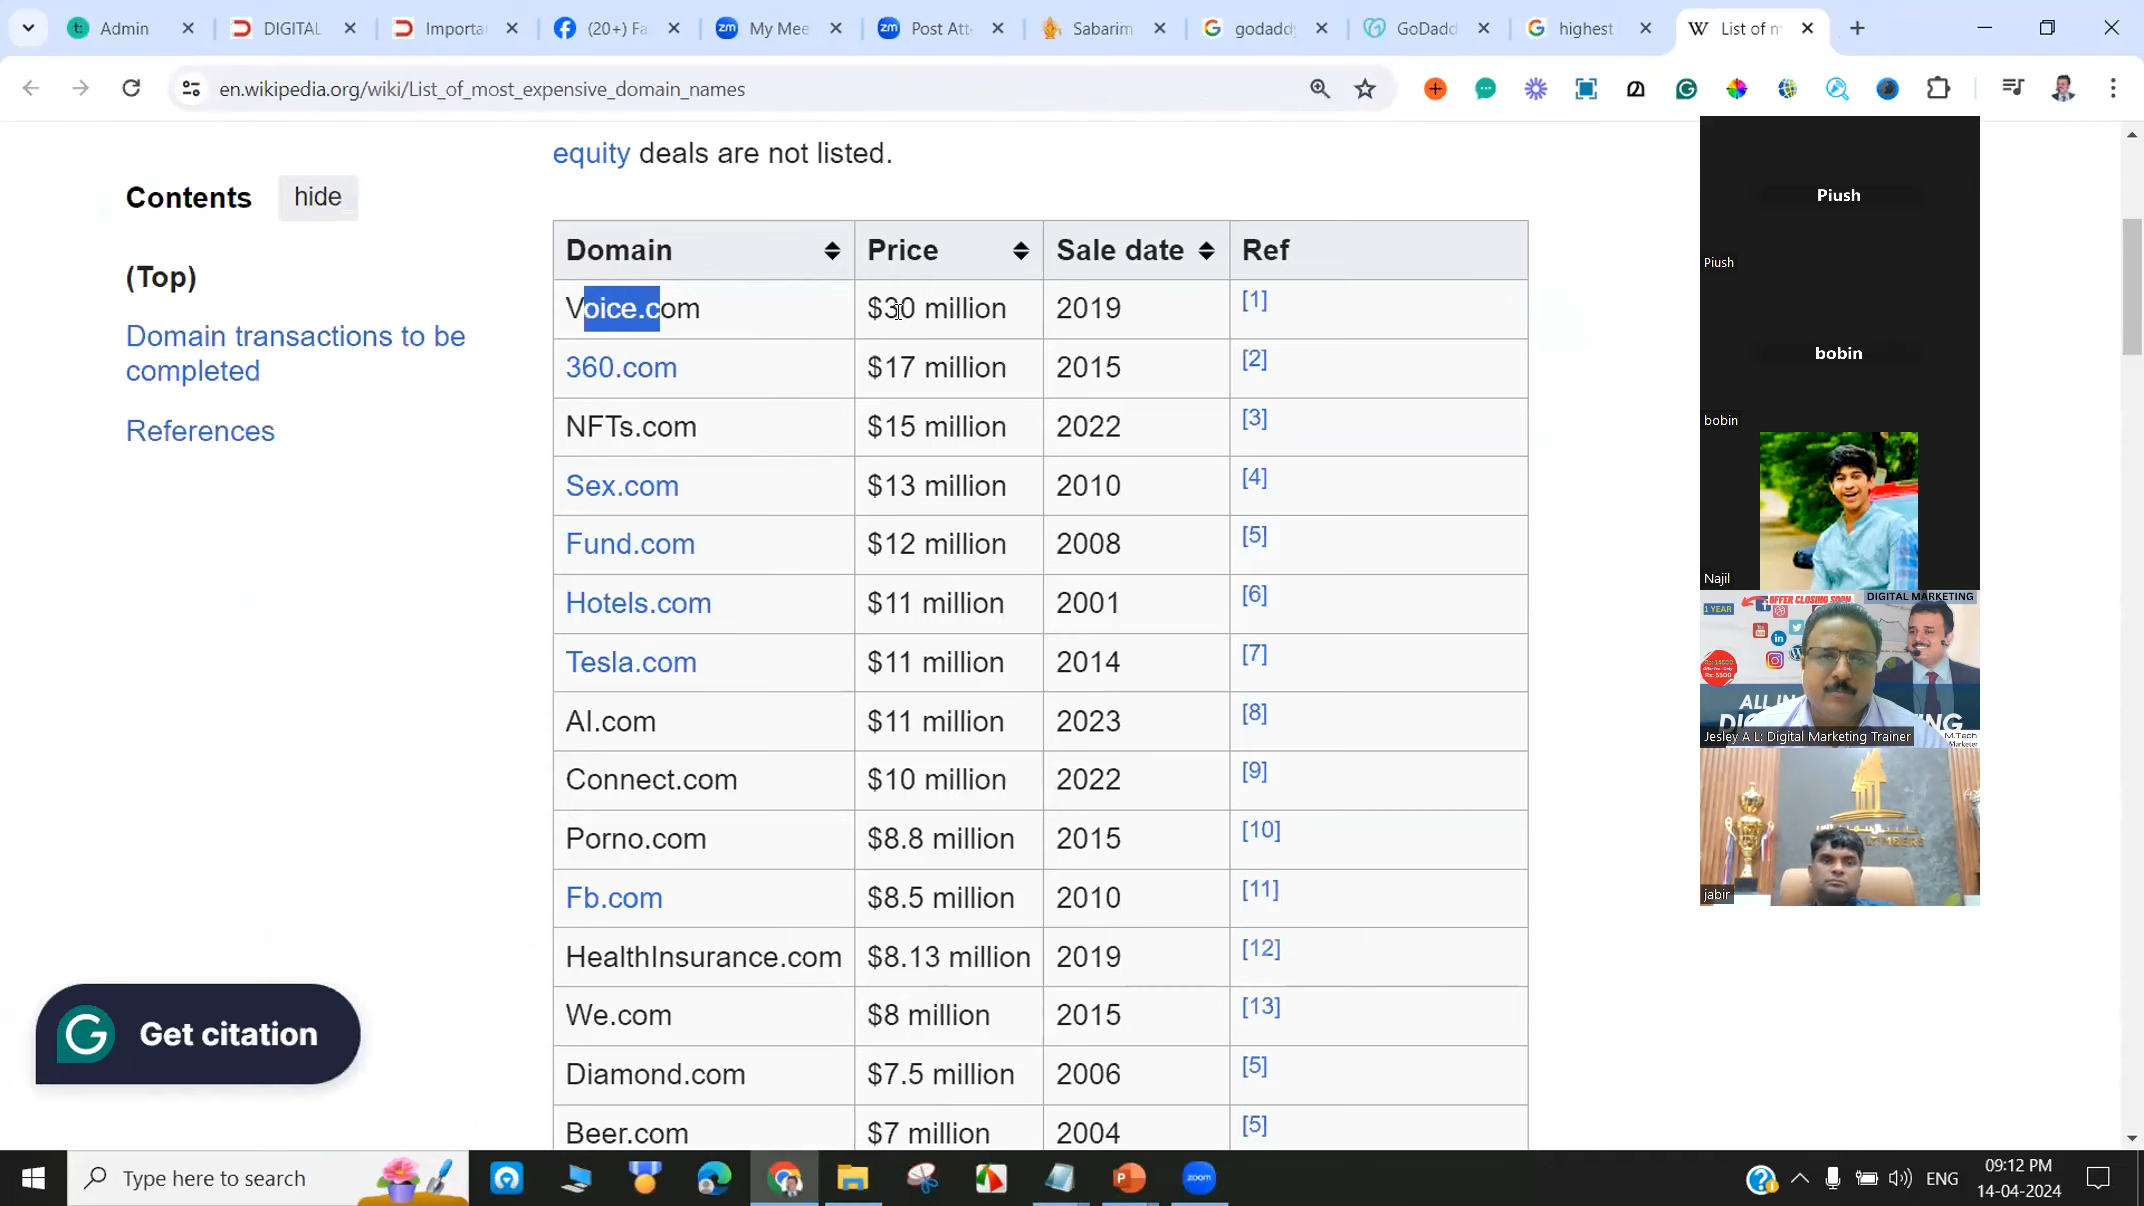 Admin
DIGITAL
Importa
(20+) Fa
My Mee
Post Att
Sabarim
godaddy
GoDadd
highest
List of m
en.wikipedia.org/wiki/List_of_most_expensive_domain_names
equity deals are not listed.
Contents hide
(Top)
Domain transactions to be
completed
References
Domain Price Sale date Ref
Voice.com $30 million 2019 [1]
360.com $17 million 2015 [2]
NFTs.com $15 million 2022 [3]
Sex.com $13 million 2010 [4]
Fund.com $12 million 2008 [5]
Hotels.com $11 million 2001 [6]
Tesla.com $11 million 2014 [7]
AI.com $11 million 2023 [8]
Connect.com $10 million 2022 [9]
Porno.com $8.8 million 2015 [10]
Fb.com $8.5 million 2010 [11]
HealthInsurance.com $8.13 million 2019 [12]
We.com $8 million 2015 [13]
Diamond.com $7.5 million 2006 [5]
Beer.com $7 million 2004 [5]
Get citation
Piush
Piush
bobin
bobin
Najil
1 YEAR
OFFER CLOSING SOON
DIGITAL MARKETING
ALL IN
Jesley A L: Digital Marketing Trainer
M.Tech
Marketer
jabir
Type here to search
zoom
ENG
09:12 PM
14-04-2024